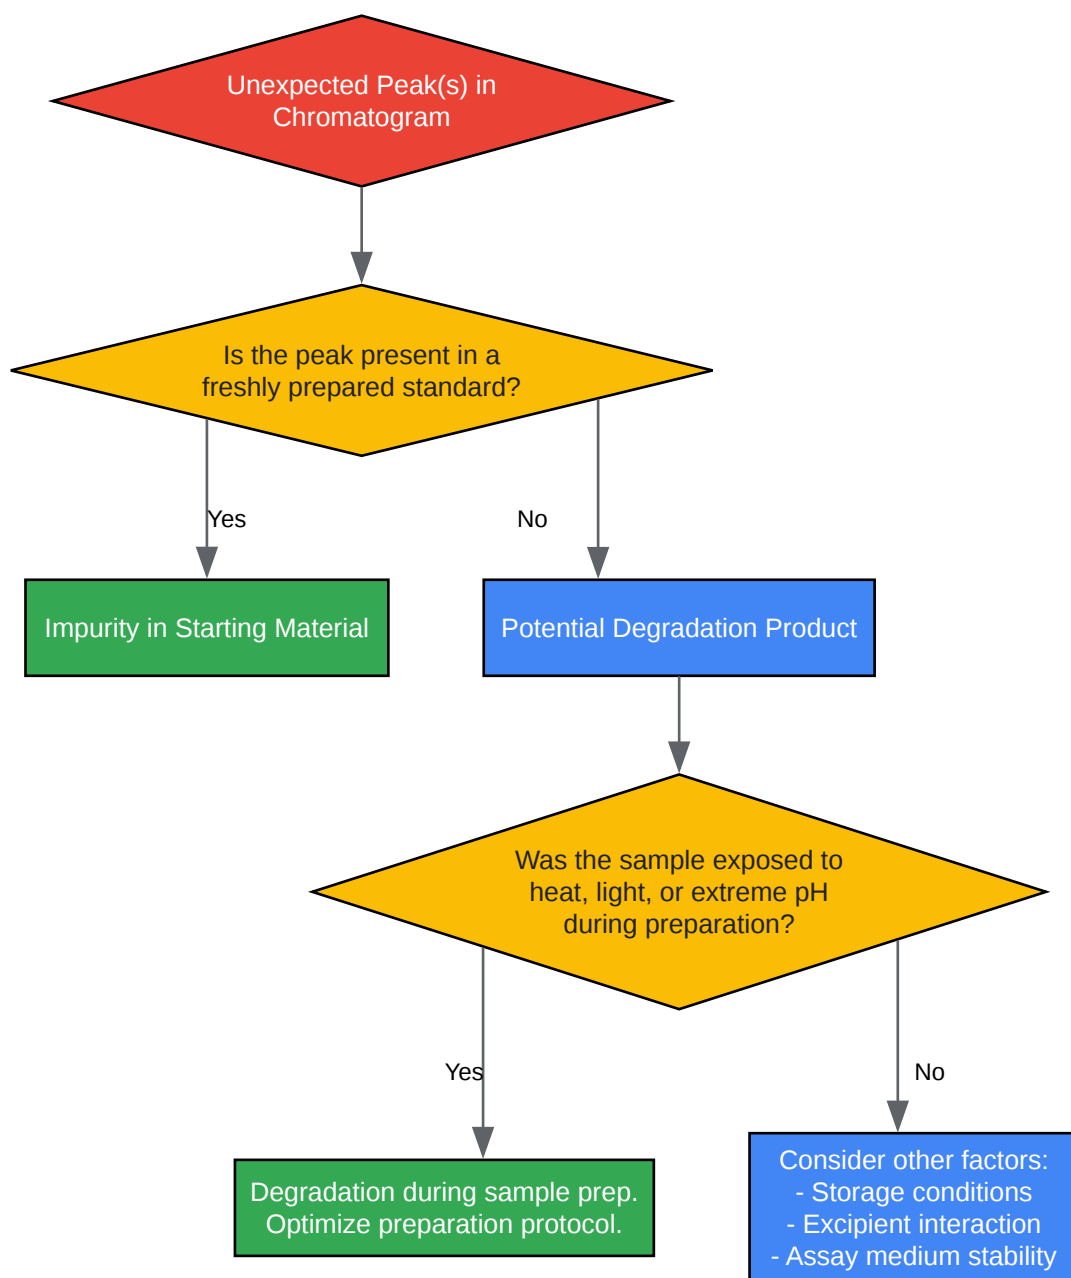 Unexpected Peak(s) in
Chromatogram
Is the peak present in a
freshly prepared standard?
Yes
No
Impurity in Starting Material
Potential Degradation Product
Was the sample exposed to
heat, light, or extreme pH
during preparation?
Yes
No
Degradation during sample prep.
Optimize preparation protocol.
Consider other factors:
- Storage conditions
- Excipient interaction
- Assay medium stability